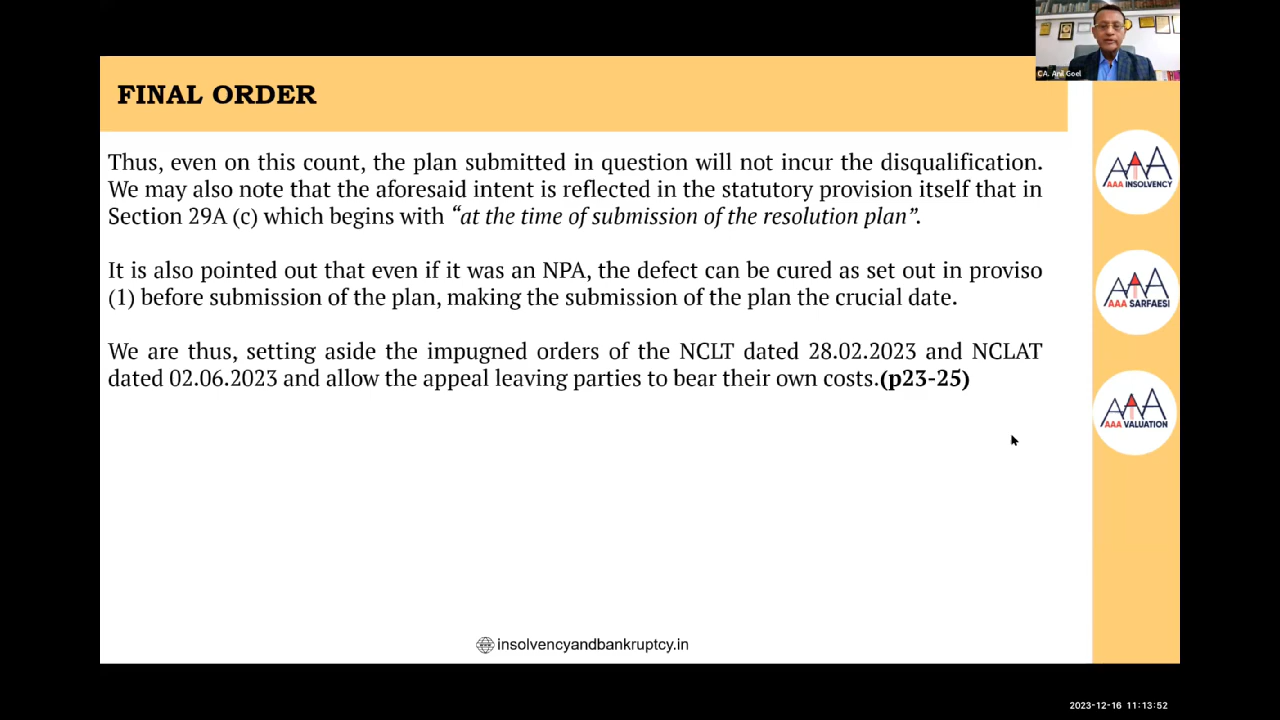 CA. Anil Goel
FINAL ORDER
Thus, even on this count, the plan submitted in question will not incur the disqualification.
We may also note that the aforesaid intent is reflected in the statutory provision itself that in
Section 29A (c) which begins with “at the time of submission of the resolution plan”.
It is also pointed out that even if it was an NPA, the defect can be cured as set out in proviso
(1) before submission of the plan, making the submission of the plan the crucial date.
We are thus, setting aside the impugned orders of the NCLT dated 28.02.2023 and NCLAT
dated 02.06.2023 and allow the appeal leaving parties to bear their own costs.(p23-25)
AAA INSOLVENCY
AAA SARFAESI
AAA VALUATION
insolvencyandbankruptcy.in
2023-12-16 11:13:52